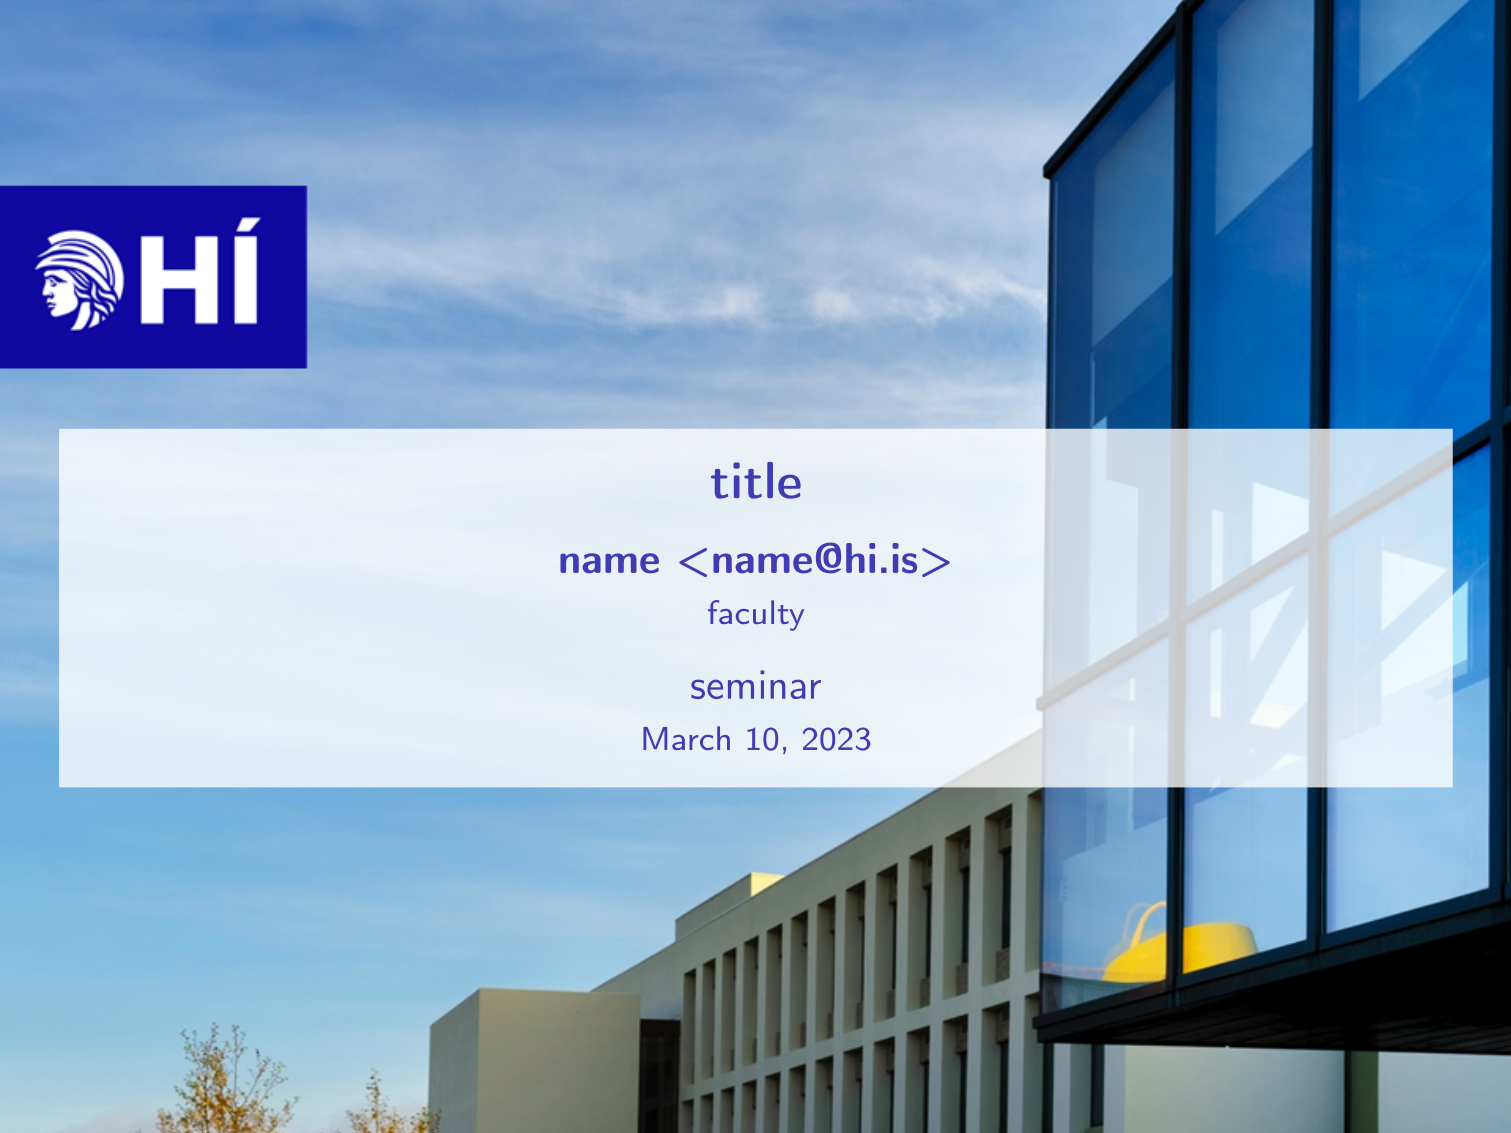 HÍ
title
name <name@hi.is>
faculty
seminar
March 10, 2023